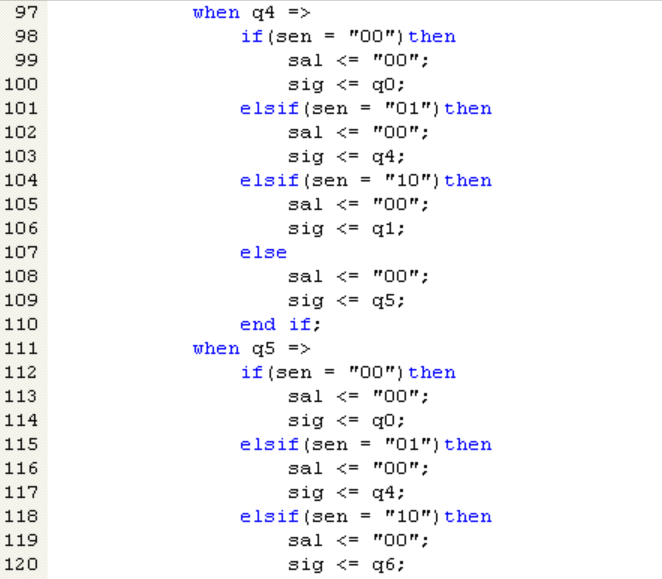 97 when q4 =>
98 if(sen = "00")then
99 sal <= "00";
100 sig <= q0;
101 elsif(sen = "01")then
102 sal <= "00";
103 sig <= q4;
104 elsif(sen = "10")then
105 sal <= "00";
106 sig <= q1;
107 else
108 sal <= "00";
109 sig <= q5;
110 end if;
111 when q5 =>
112 if(sen = "00")then
113 sal <= "00";
114 sig <= q0;
115 elsif(sen = "01")then
116 sal <= "00";
117 sig <= q4;
118 elsif(sen = "10")then
119 sal <= "00";
120 sig <= q6;